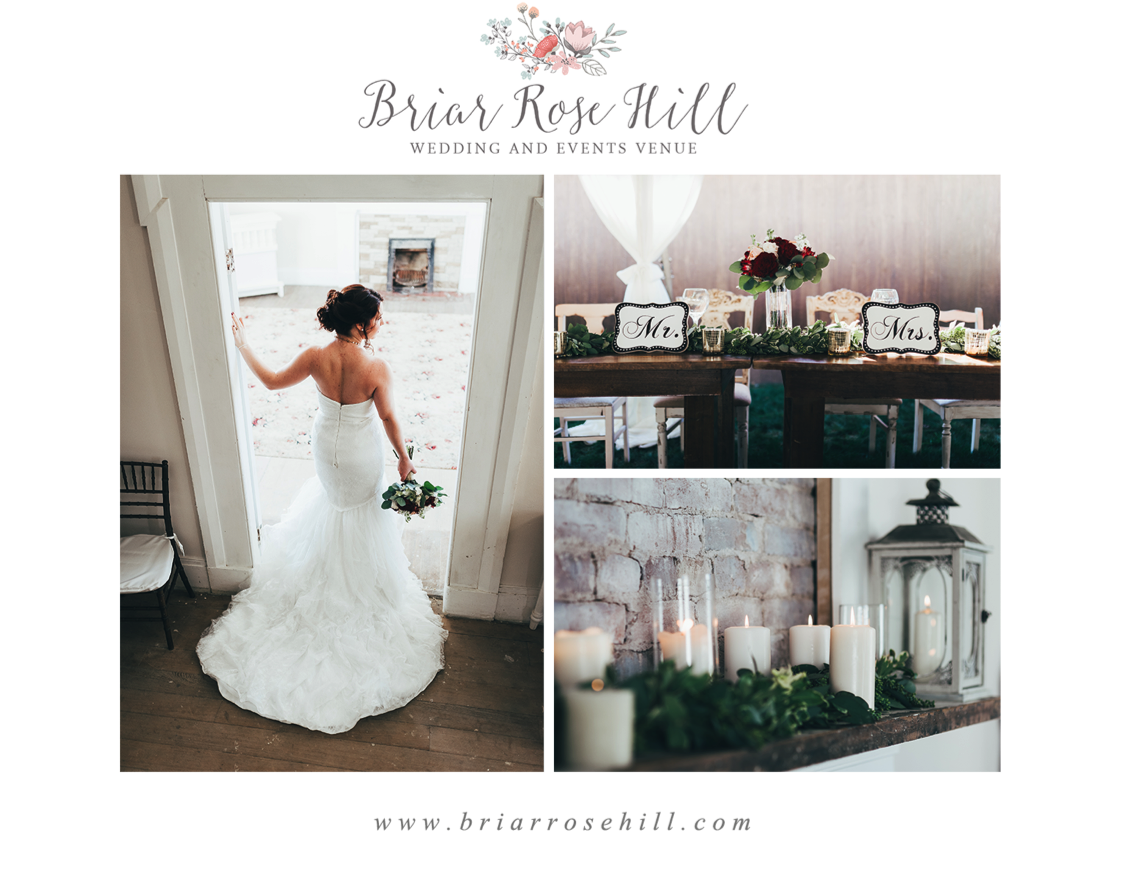 Briar Rose Hill
WEDDING AND EVENTS VENUE
Mr.
Mrs.
www.briarrosehill.com